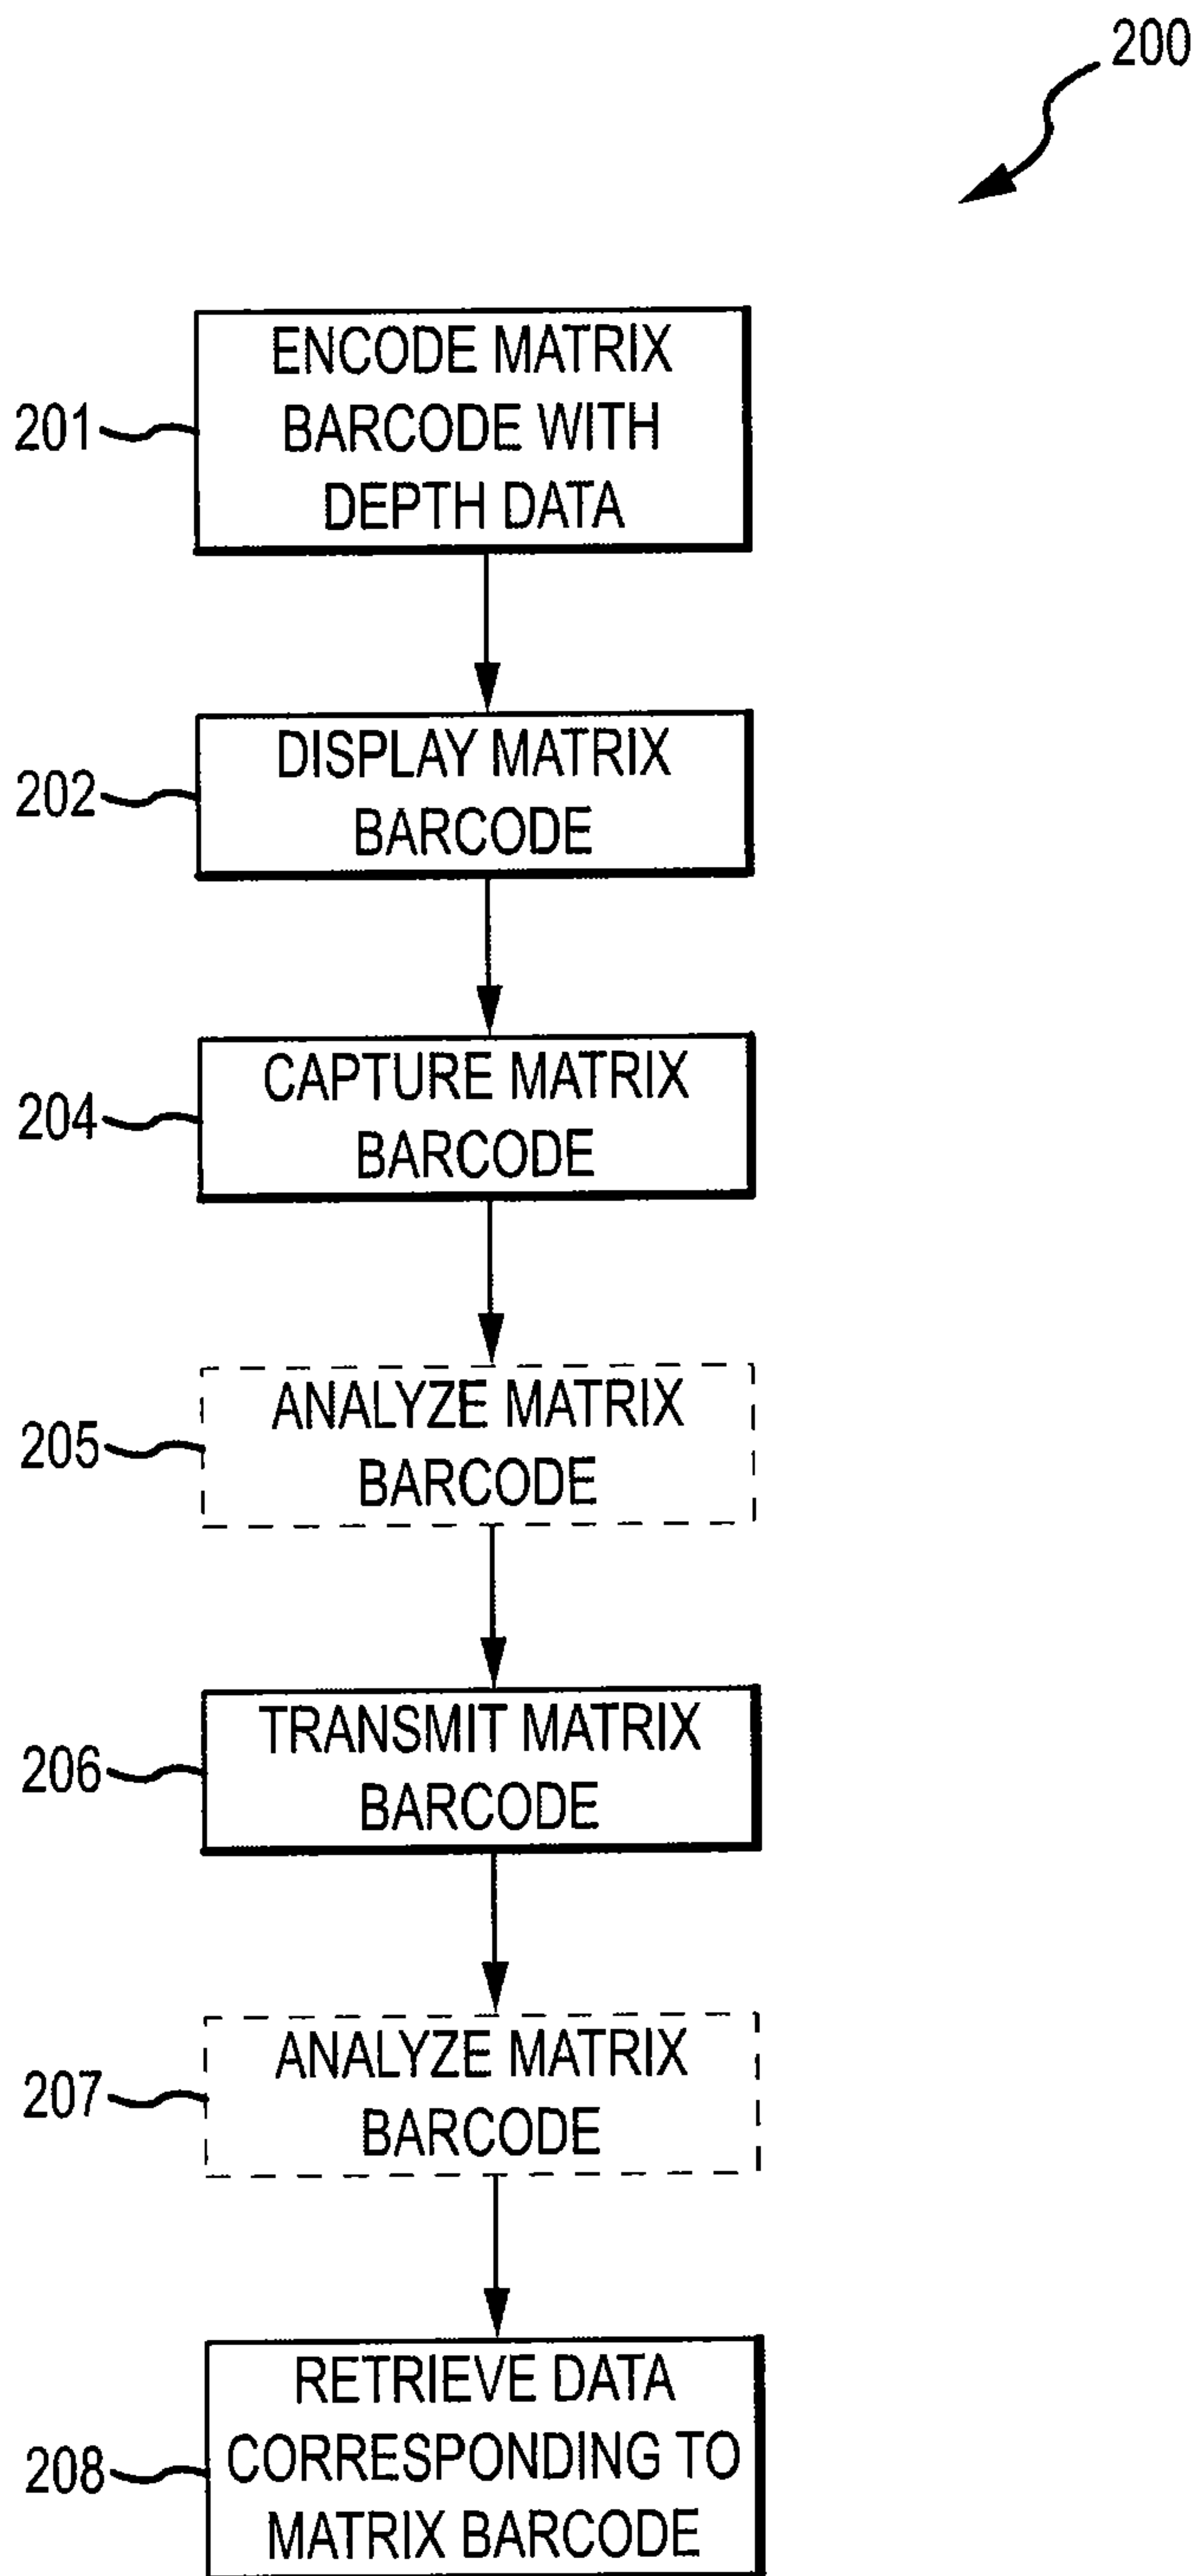 200
ENCODE MATRIX
BARCODE WITH
DEPTH DATA
201
DISPLAY MATRIX
BARCODE
202
CAPTURE MATRIX
BARCODE
204
ANALYZE MATRIX
BARCODE
205
TRANSMIT MATRIX
BARCODE
206
ANALYZE MATRIX
BARCODE
207
RETRIEVE DATA
CORRESPONDING TO
MATRIX BARCODE
208